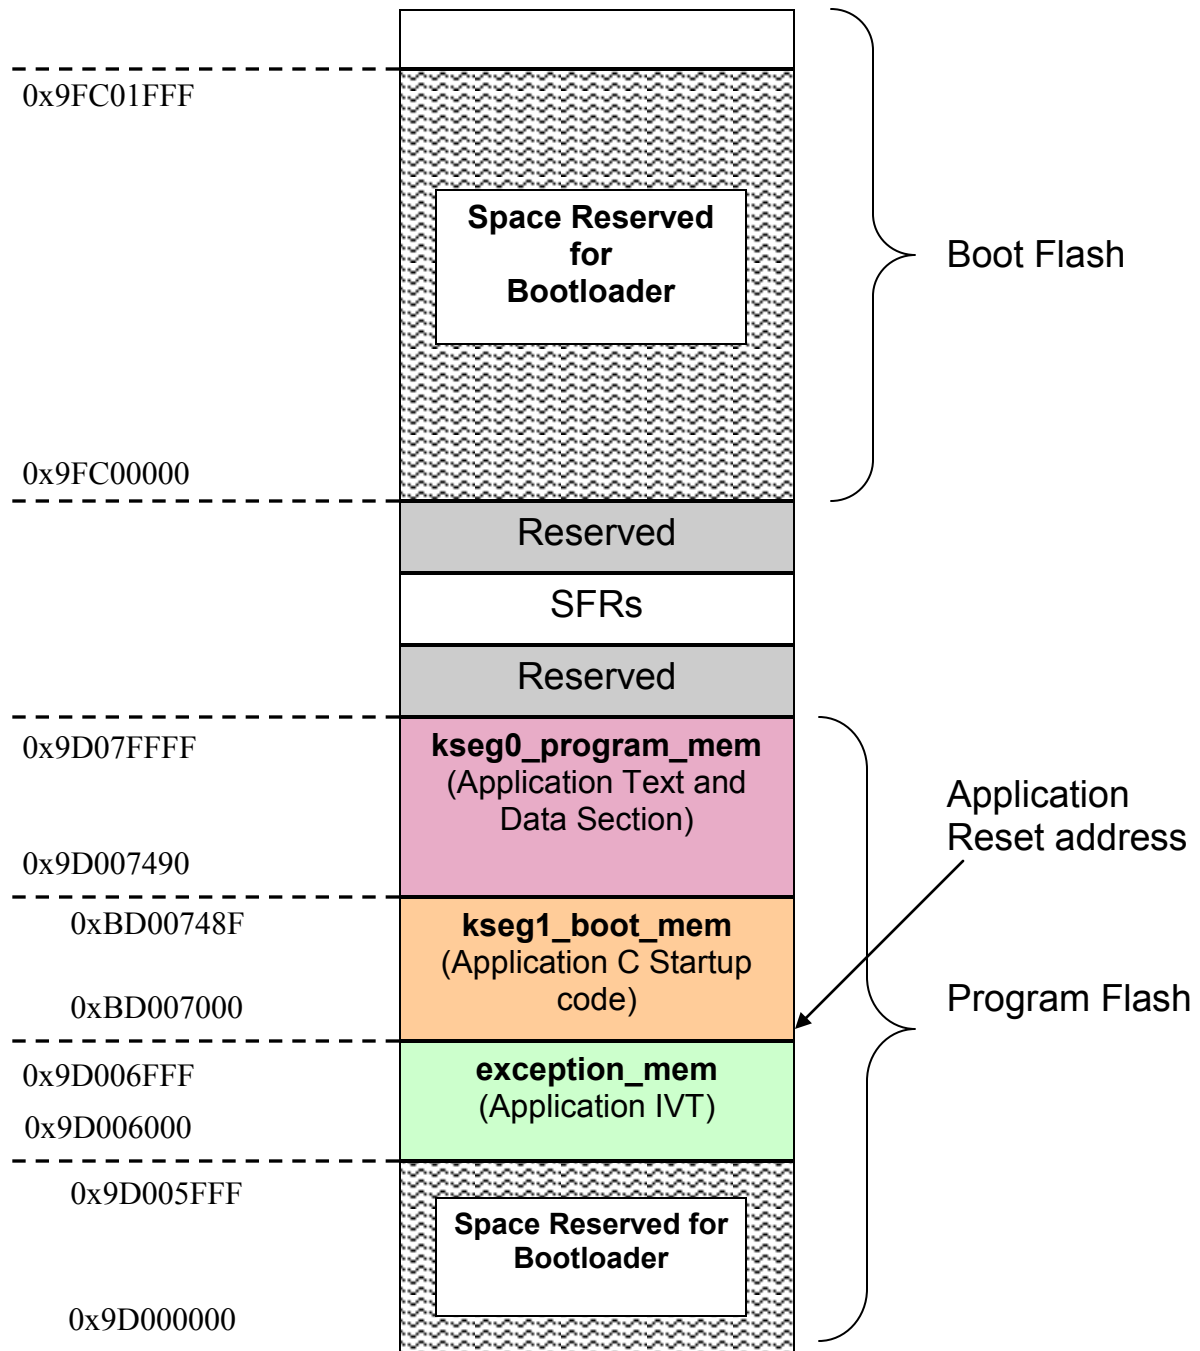 0x9FC01FFF
Space Reserved
for
Bootloader
Boot Flash
0x9FC00000
Reserved
SFRs
Reserved
0x9D07FFFF
kseg0_program_mem
(Application Text and
Data Section)
Application
Reset address
0x9D007490
0xBD00748F
kseg1_boot_mem
(Application C Startup
code)
0xBD007000
Program Flash
0x9D006FFF
exception_mem
(Application IVT)
0x9D006000
0x9D005FFF
Space Reserved for
Bootloader
0x9D000000